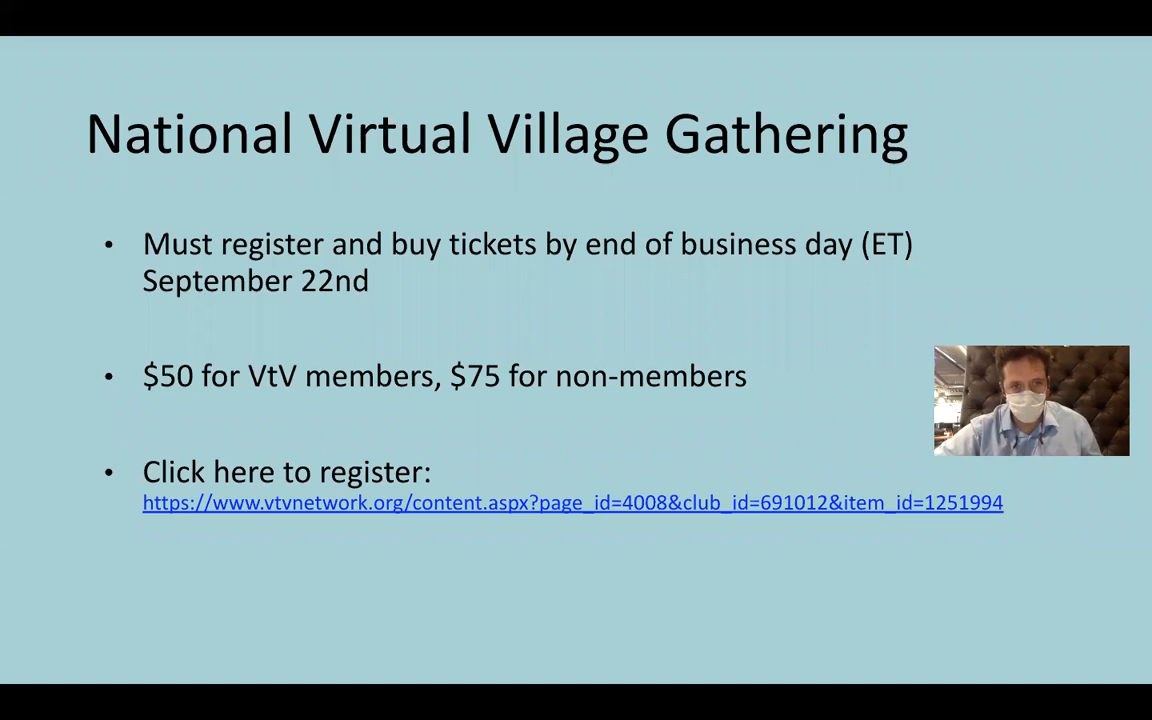 National Virtual Village Gathering
• Must register and buy tickets by end of business day (ET)
September 22nd
• $50 for VtV members, $75 for non-members
• Click here to register:
https://www.vtvnetwork.org/content.aspx?page_id=4008&club_id=691012&item_id=1251994